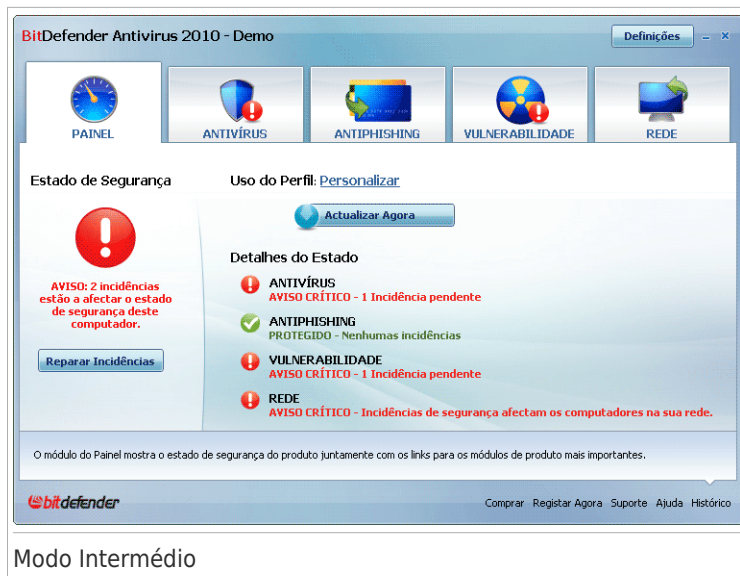 BitDefender Antivirus 2010 - Demo
Definições
PAINEL
ANTIVÍRUS
ANTIPHISHING
VULNERABILIDADE
REDE
Estado de Segurança
Uso do Perfil: Personalizar
Actualizar Agora
AVISO: 2 incidências
estão a afectar o estado
de segurança deste
computador.
Reparar Incidências
Detalhes do Estado
ANTIVÍRUS
AVISO CRÍTICO - 1 Incidência pendente
ANTIPHISHING
PROTEGIDO - Nenhumas incidências
VULNERABILIDADE
AVISO CRÍTICO - 1 Incidência pendente
REDE
AVISO CRÍTICO - Incidências de segurança afectam os computadores na sua rede.
O módulo do Painel mostra o estado de segurança do produto juntamente com os links para os módulos de produto mais importantes.
bitdefender
Comprar Registar Agora Suporte Ajuda Histórico
Modo Intermédio